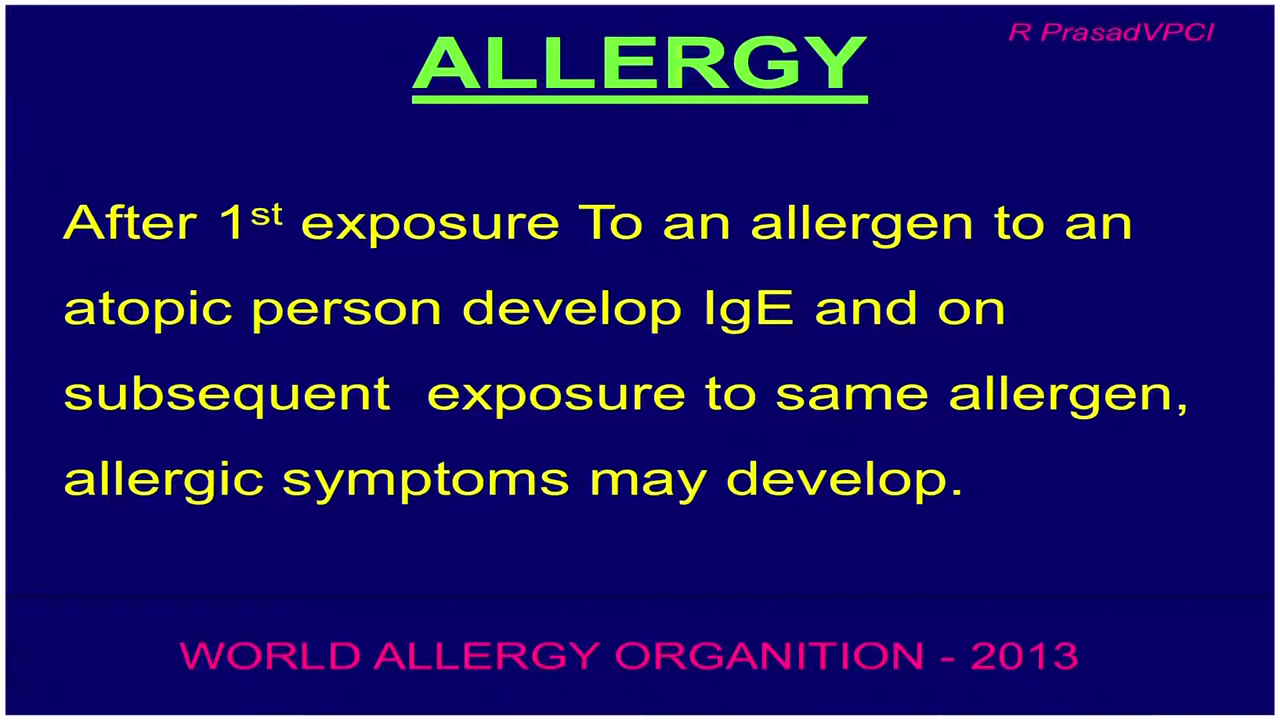 R PrasadVPCI
ALLERGY
After 1st exposure To an allergen to an
atopic person develop IgE and on
subsequent exposure to same allergen,
allergic symptoms may develop.
WORLD ALLERGY ORGANITION - 2013